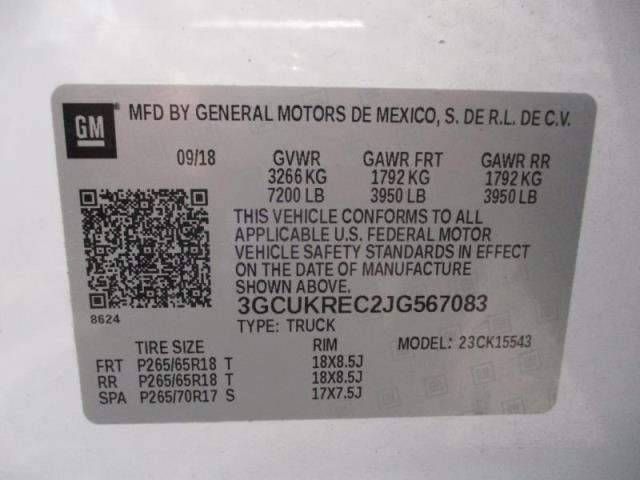 GM MFD BY GENERAL MOTORS DE MEXICO, S. DE R.L. DE C.V.
09/18 GVWR GAWR FRT GAWR RR
3266 KG 1792 KG 1792 KG
7200 LB 3950 LB 3950 LB
THIS VEHICLE CONFORMS TO ALL
APPLICABLE U.S. FEDERAL MOTOR
VEHICLE SAFETY STANDARDS IN EFFECT
ON THE DATE OF MANUFACTURE
SHOWN ABOVE.
8624
3GCUKREC2JG567083
TYPE: TRUCK MODEL: 23CK15543
TIRE SIZE RIM
FRT P265/65R18 T 18X8.5J
RR P265/65R18 T 18X8.5J
SPA P265/70R17 S 17X7.5J